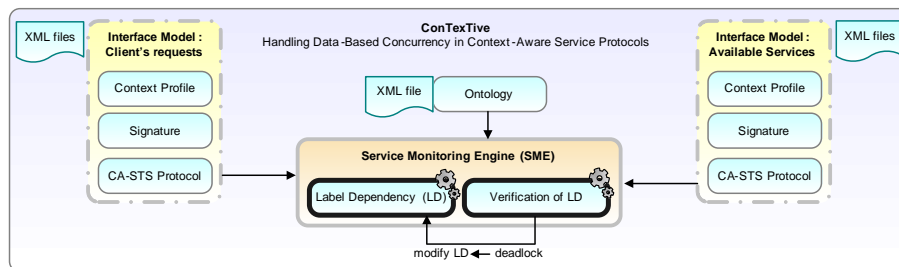 ConTexTive
Handling Data-Based Concurrency in Context-Aware Service Protocols
XML files
Interface Model :
Client's requests
Context Profile
Signature
CA-STS Protocol
XML file
Ontology
Service Monitoring Engine (SME)
Label Dependency (LD)
Verification of LD
modify LD
deadlock
Interface Model :
Available Services
XML files
Context Profile
Signature
CA-STS Protocol